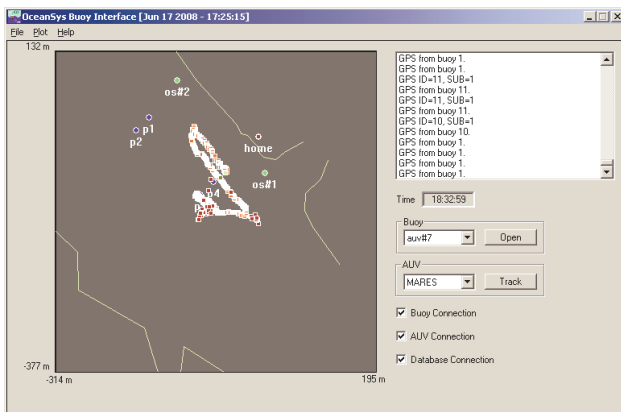 OceanSys Buoy Interface [Jun 17 2008 - 17:25:15]
File Plot Help
132 m
os#2
p1
p2
home
os#1
p4
-377 m
-314 m
195 m
GPS from buoy 1.
GPS from buoy 1.
GPS ID=11, SUB=1
GPS from buoy 11.
GPS ID=11, SUB=1
GPS from buoy 11.
GPS ID=10, SUB=1
GPS from buoy 10.
GPS from buoy 1.
GPS from buoy 1.
GPS from buoy 1.
GPS from buoy 1.
Time 18:32:59
Buoy
auv#7 Open
AUV
MARES Track
Buoy Connection
AUV Connection
Database Connection